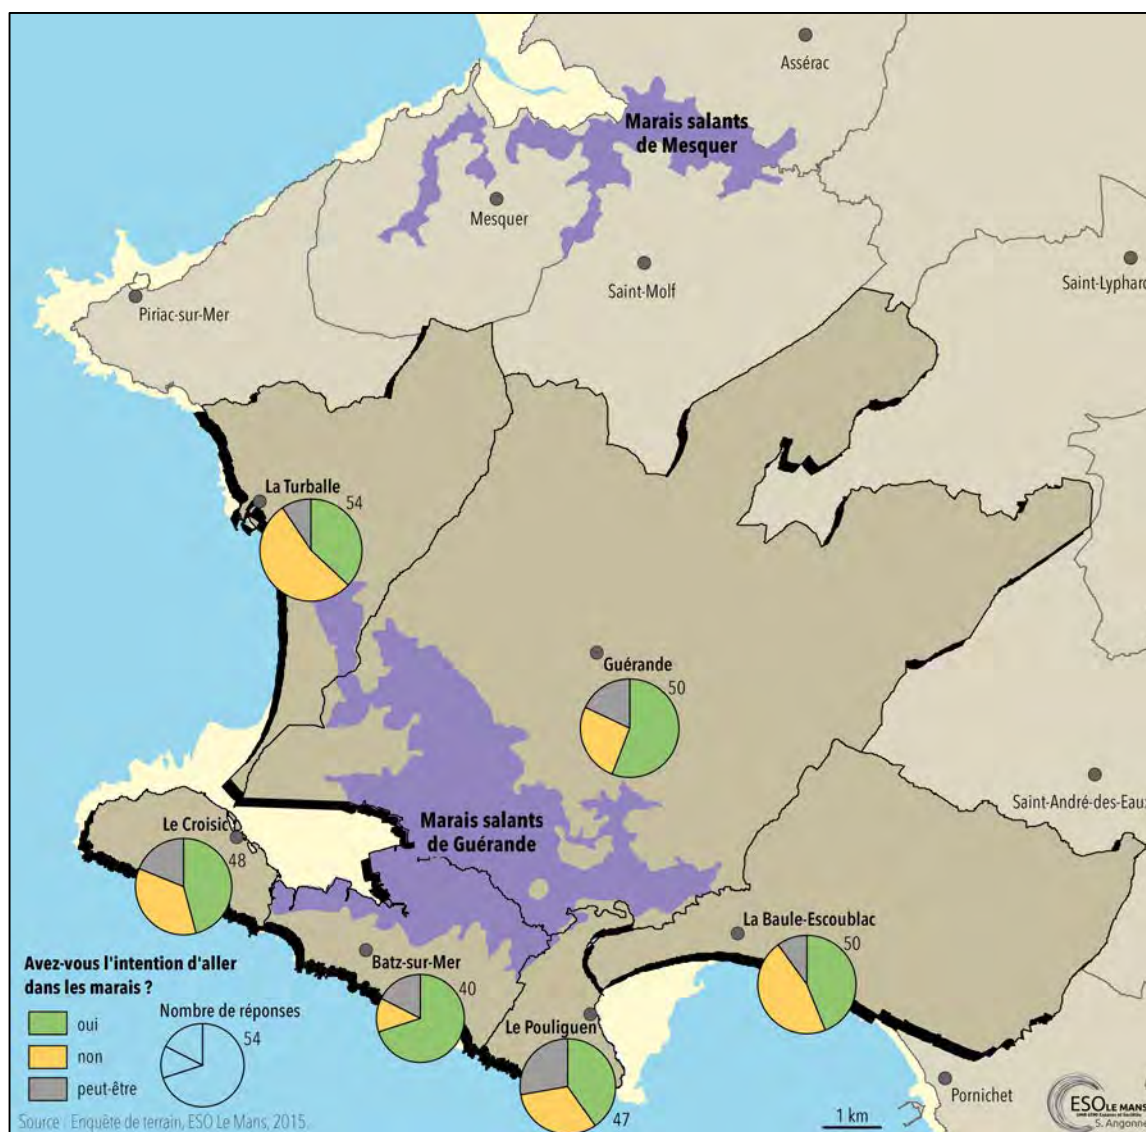 Assérac
Marais salants
de Mesquer
Mesquer
Saint-Molf
Saint-Lyphard
Piriac-sur-Mer
La Turballe
54
Guérande
50
Saint-André-des-Eaux
Marais salants
de Guérande
Le Croisic
48
La Baule-Escoublac
50
Batz-sur-Mer
40
Le Pouliguen
47
Avez-vous l'intention d'aller
dans les marais ?
oui
non
peut-être
Nombre de réponses
54
Pornichet
1 km
Source : Enquête de terrain, ESO Le Mans, 2015.
ESO LE MANS
S. Angonin